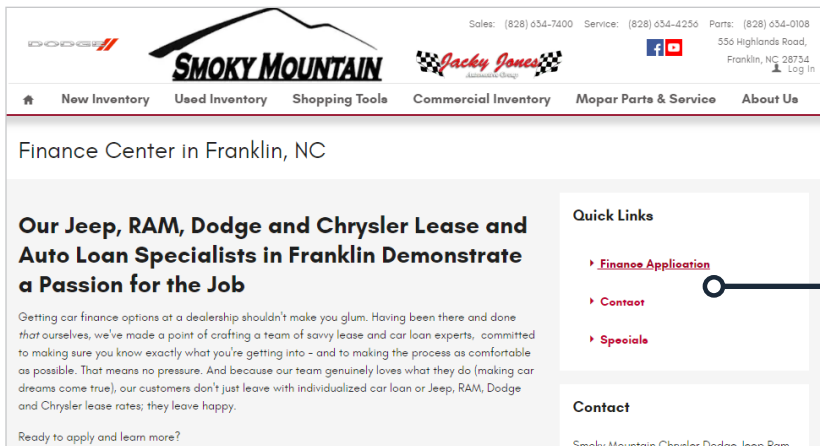 Sales: (828) 634-7400 Service: (828) 634-4256 Parts: (828) 634-0108
DODGE
SMOKY MOUNTAIN
Jacky Jones
Automotive Group
556 Highlands Road,
Franklin, NC 28734
Log In
New Inventory Used Inventory Shopping Tools Commercial Inventory Mopar Parts & Service About Us
Finance Center in Franklin, NC
Our Jeep, RAM, Dodge and Chrysler Lease and
Auto Loan Specialists in Franklin Demonstrate
a Passion for the Job
Getting car finance options at a dealership shouldn't make you glum. Having been there and done
that ourselves, we've made a point of crafting a team of savvy lease and car loan experts, committed
to making sure you know exactly what you're getting into - and to making the process as comfortable
as possible. That means no pressure. And because our team genuinely loves what they do (making car
dreams come true), our customers don't just leave with individualized car loan or Jeep, RAM, Dodge
and Chrysler lease rates; they leave happy.
Ready to apply and learn more?
Quick Links
Finance Application
Contact
Specials
Contact
Smoky Mountain Chrysler Dodge Jeep Ram